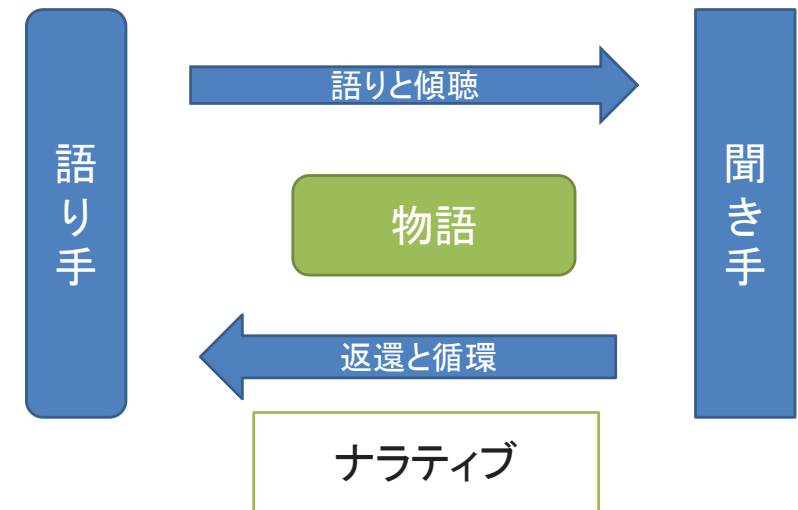 語り手
語りと傾聴
物語
返還と循環
聞き手
ナラティブ